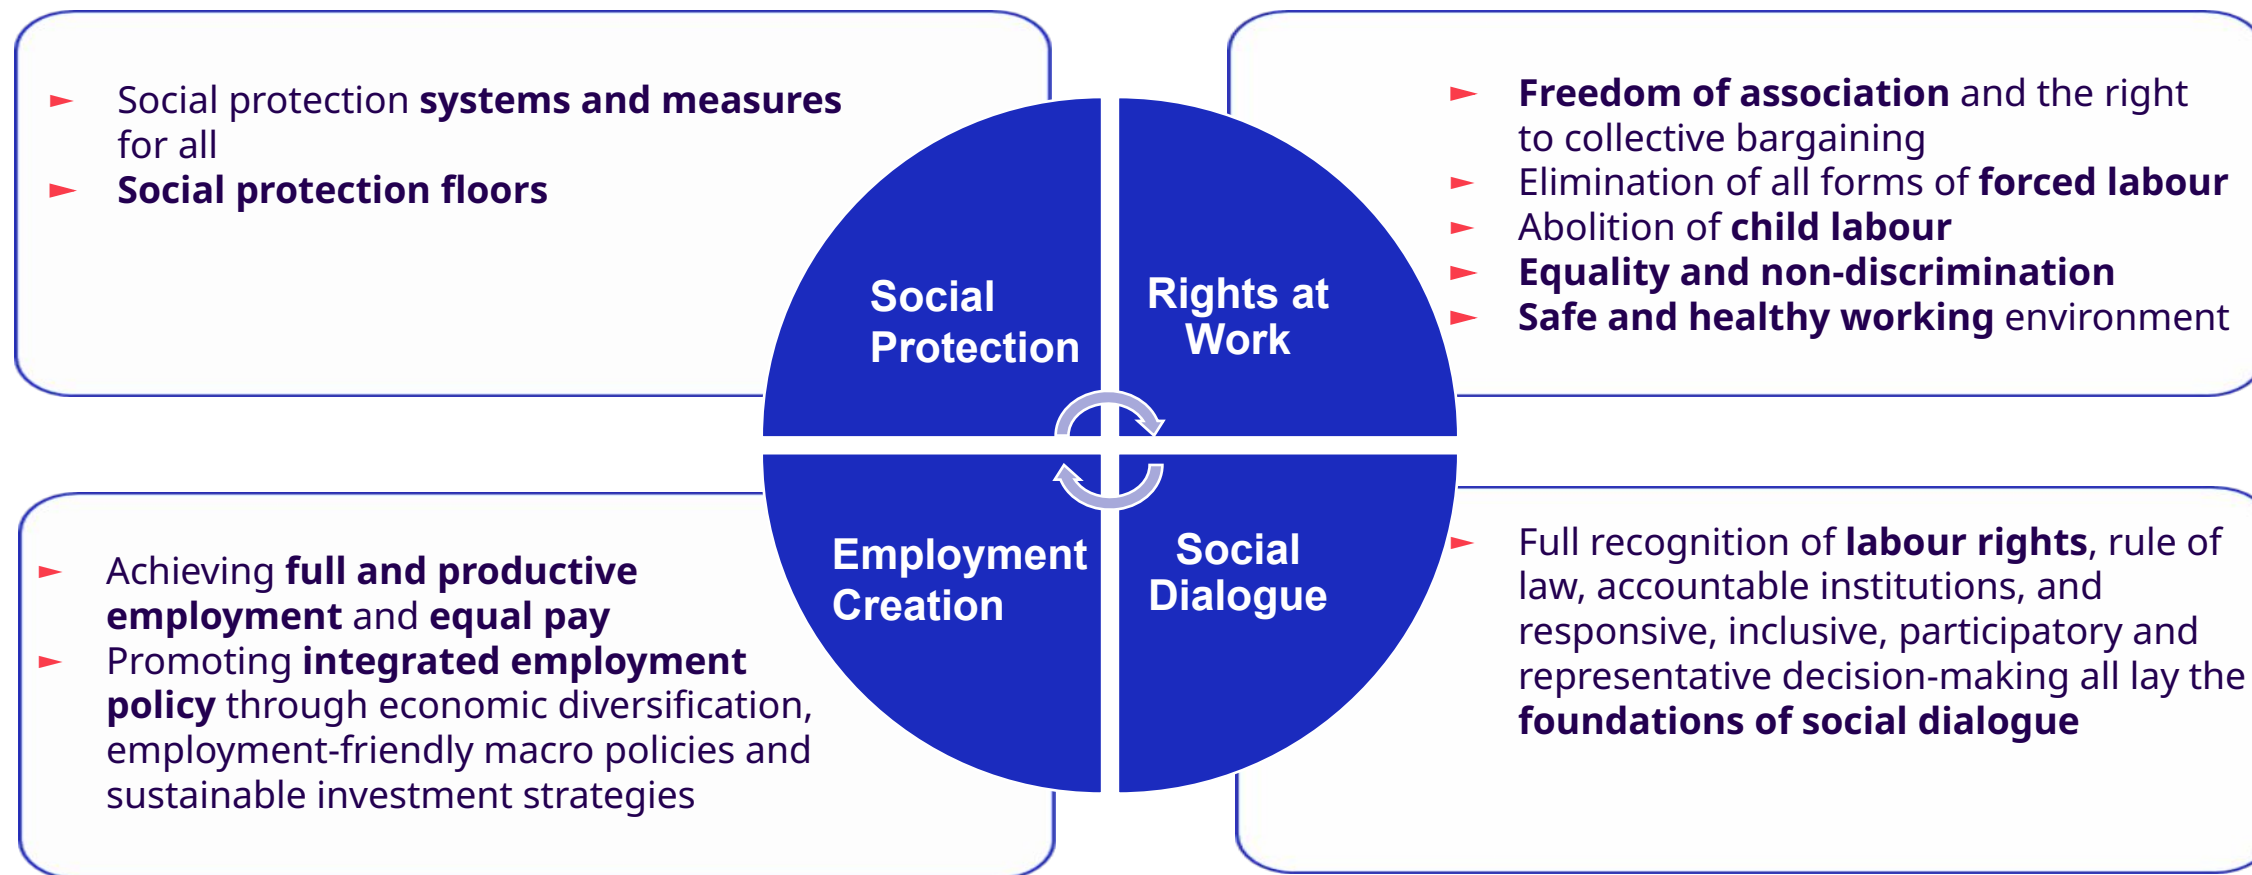 Social protection systems and measures
for all
Social protection floors
Freedom of association and the right
to collective bargaining
Elimination of all forms of forced labour
Abolition of child labour
Equality and non-discrimination
Safe and healthy working environment
Social
Protection
Rights at
Work
Employment
Creation
Social
Dialogue
Achieving full and productive
employment and equal pay
Promoting integrated employment
policy through economic diversification,
employment-friendly macro policies and
sustainable investment strategies
Full recognition of labour rights, rule of
law, accountable institutions, and
responsive, inclusive, participatory and
representative decision-making all lay the
foundations of social dialogue